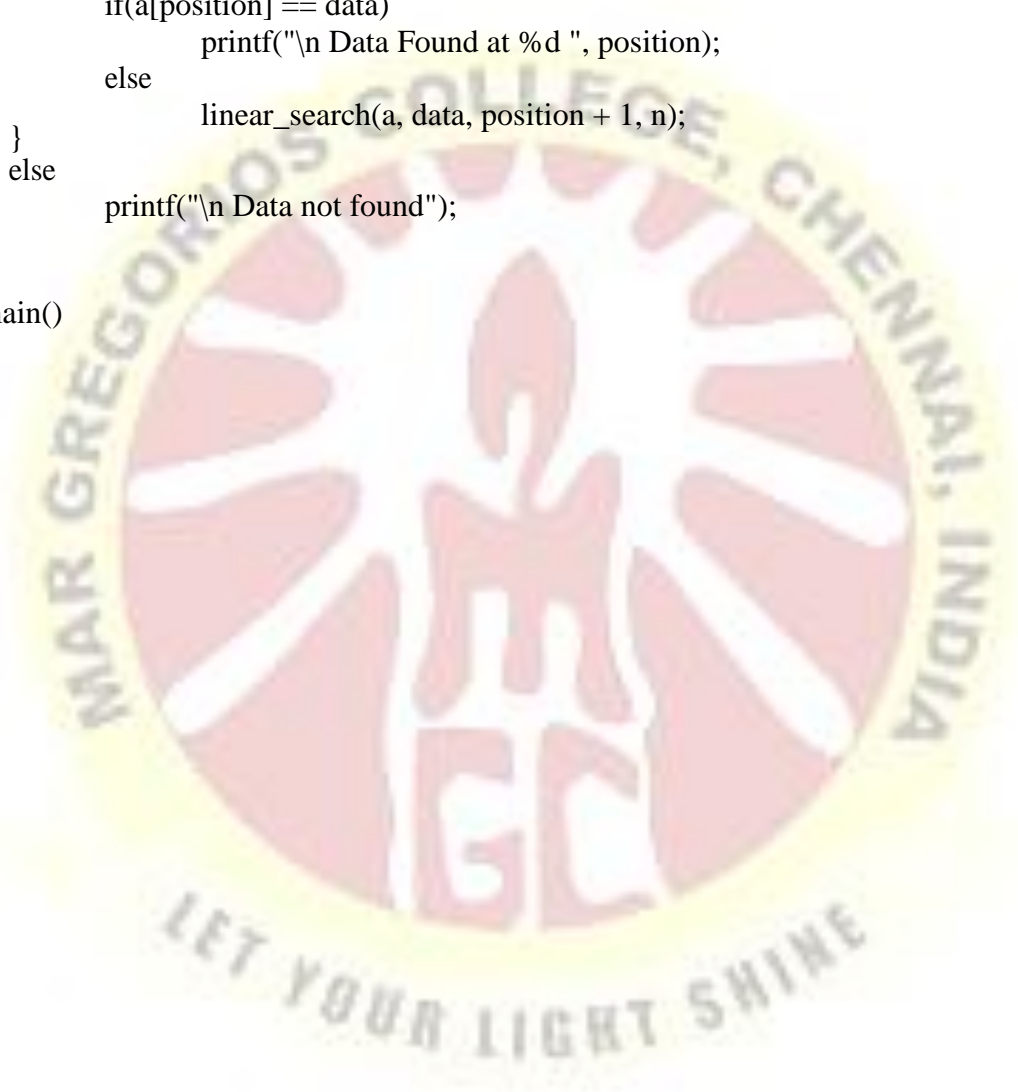 if(a[position] == data)
printf("\n Data Found at %d ", position);
else
linear_search(a, data, position + 1, n);
}
else
printf("\n Data not found");
ain()
MAR GREGORIOS COLLEGE, CHENNAI, INDIA
MGC
LET YOUR LIGHT SHINE